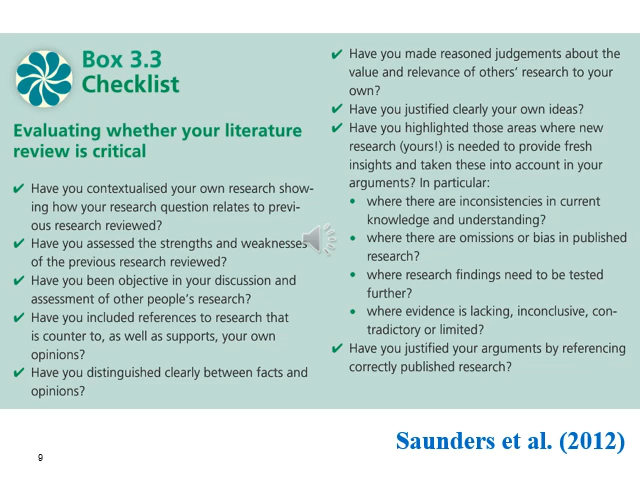 Box 3.3
Checklist
Evaluating whether your literature
review is critical
✔ Have you contextualised your own research show-
ing how your research question relates to previ-
ous research reviewed?
✔ Have you assessed the strengths and weaknesses
of the previous research reviewed?
✔ Have you been objective in your discussion and
assessment of other people's research?
✔ Have you included references to research that
is counter to, as well as supports, your own
opinions?
✔ Have you distinguished clearly between facts and
opinions?
✔ Have you made reasoned judgements about the
value and relevance of others' research to your
own?
✔ Have you justified clearly your own ideas?
✔ Have you highlighted those areas where new
research (yours!) is needed to provide fresh
insights and taken these into account in your
arguments? In particular:
• where there are inconsistencies in current
knowledge and understanding?
• where there are omissions or bias in published
research?
• where research findings need to be tested
further?
• where evidence is lacking, inconclusive, con-
tradictory or limited?
✔ Have you justified your arguments by referencing
correctly published research?
Saunders et al. (2012)
9